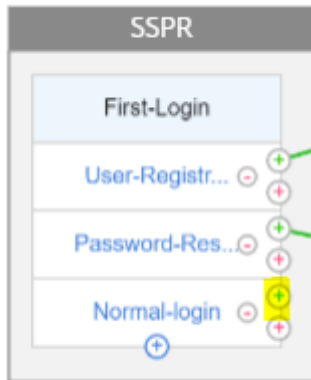 SSPR
First-Login
User-Registr...
Password-Res...
Normal-login